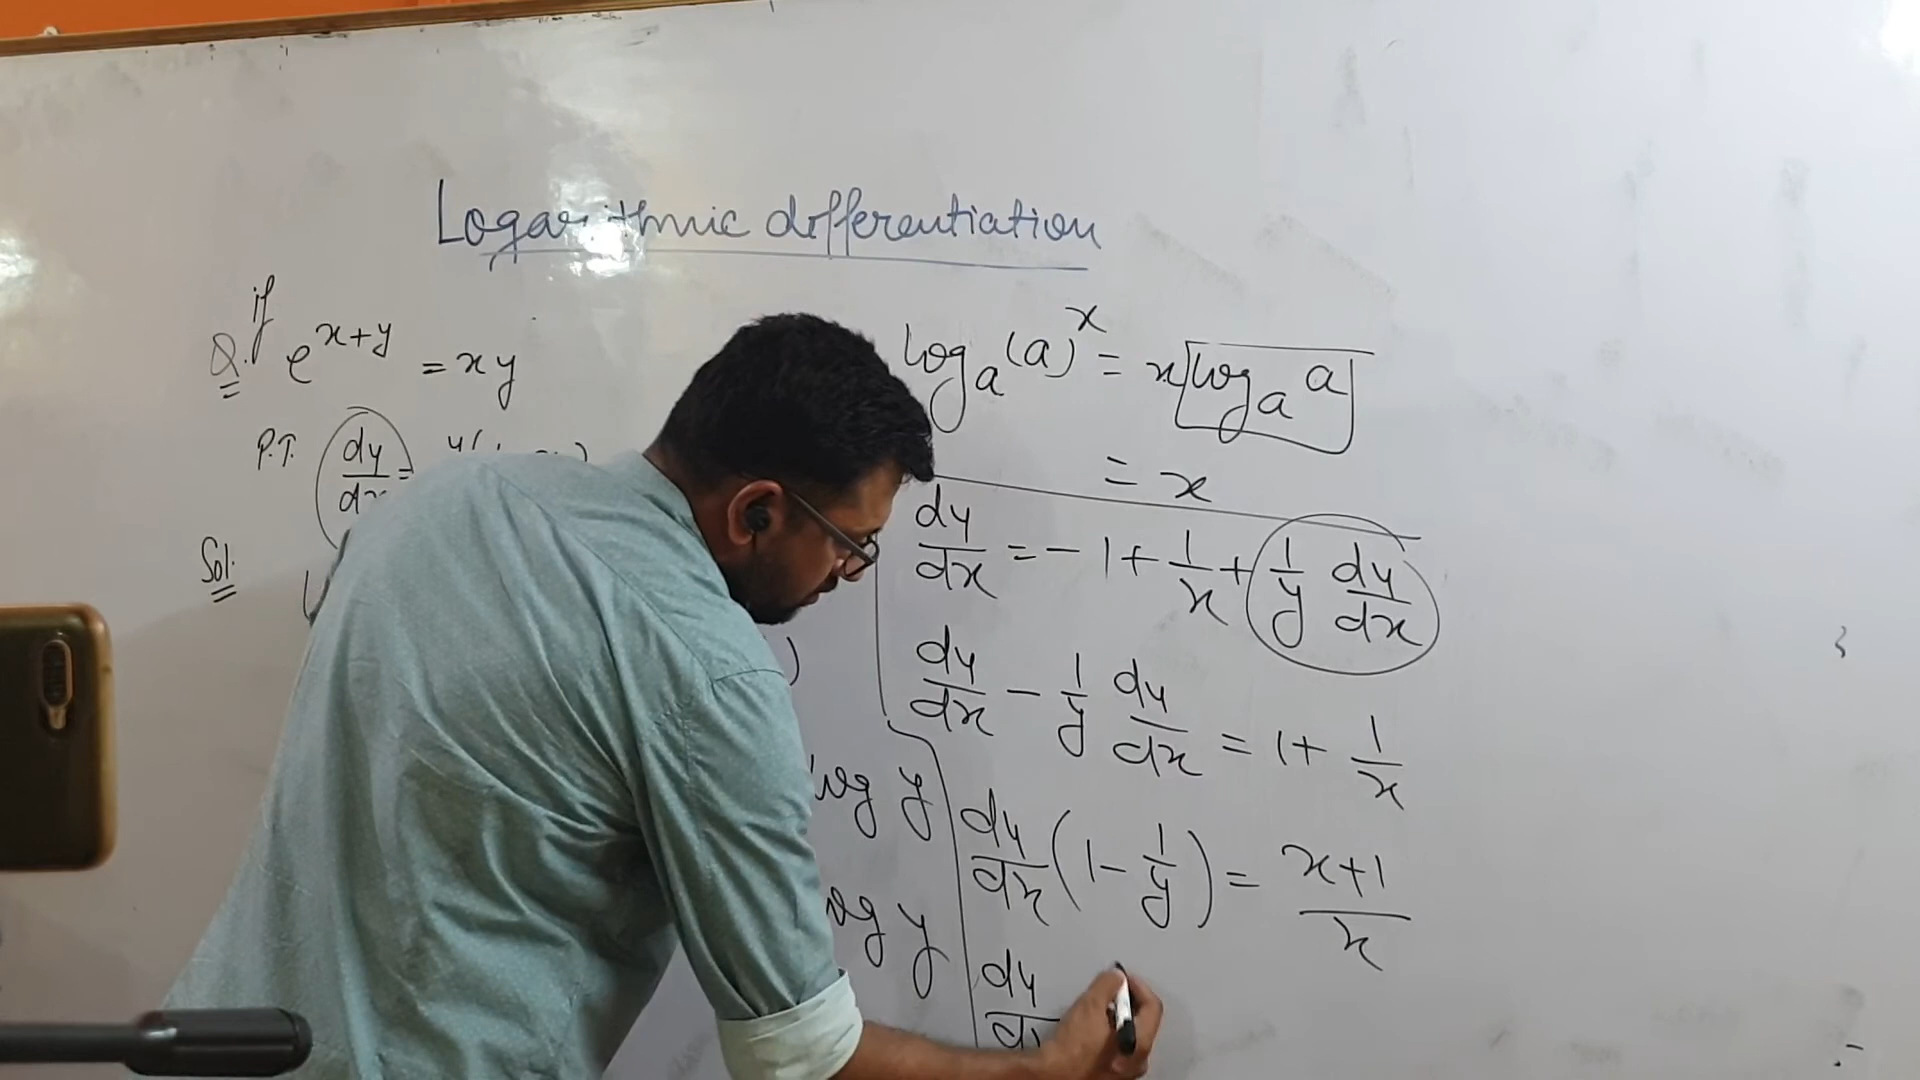 Logarithmic differentiation
Q. if e^{x+y} = xy
P.T. dy/dx =
Sol:
log_a (a)^x = x log_a a
= x
dy/dx = -1 + 1/x + 1/y dy/dx
dy/dx - 1/y dy/dx = 1 + 1/x
log y
dy/dx (1 - 1/y) = x+1/x
log y
dy